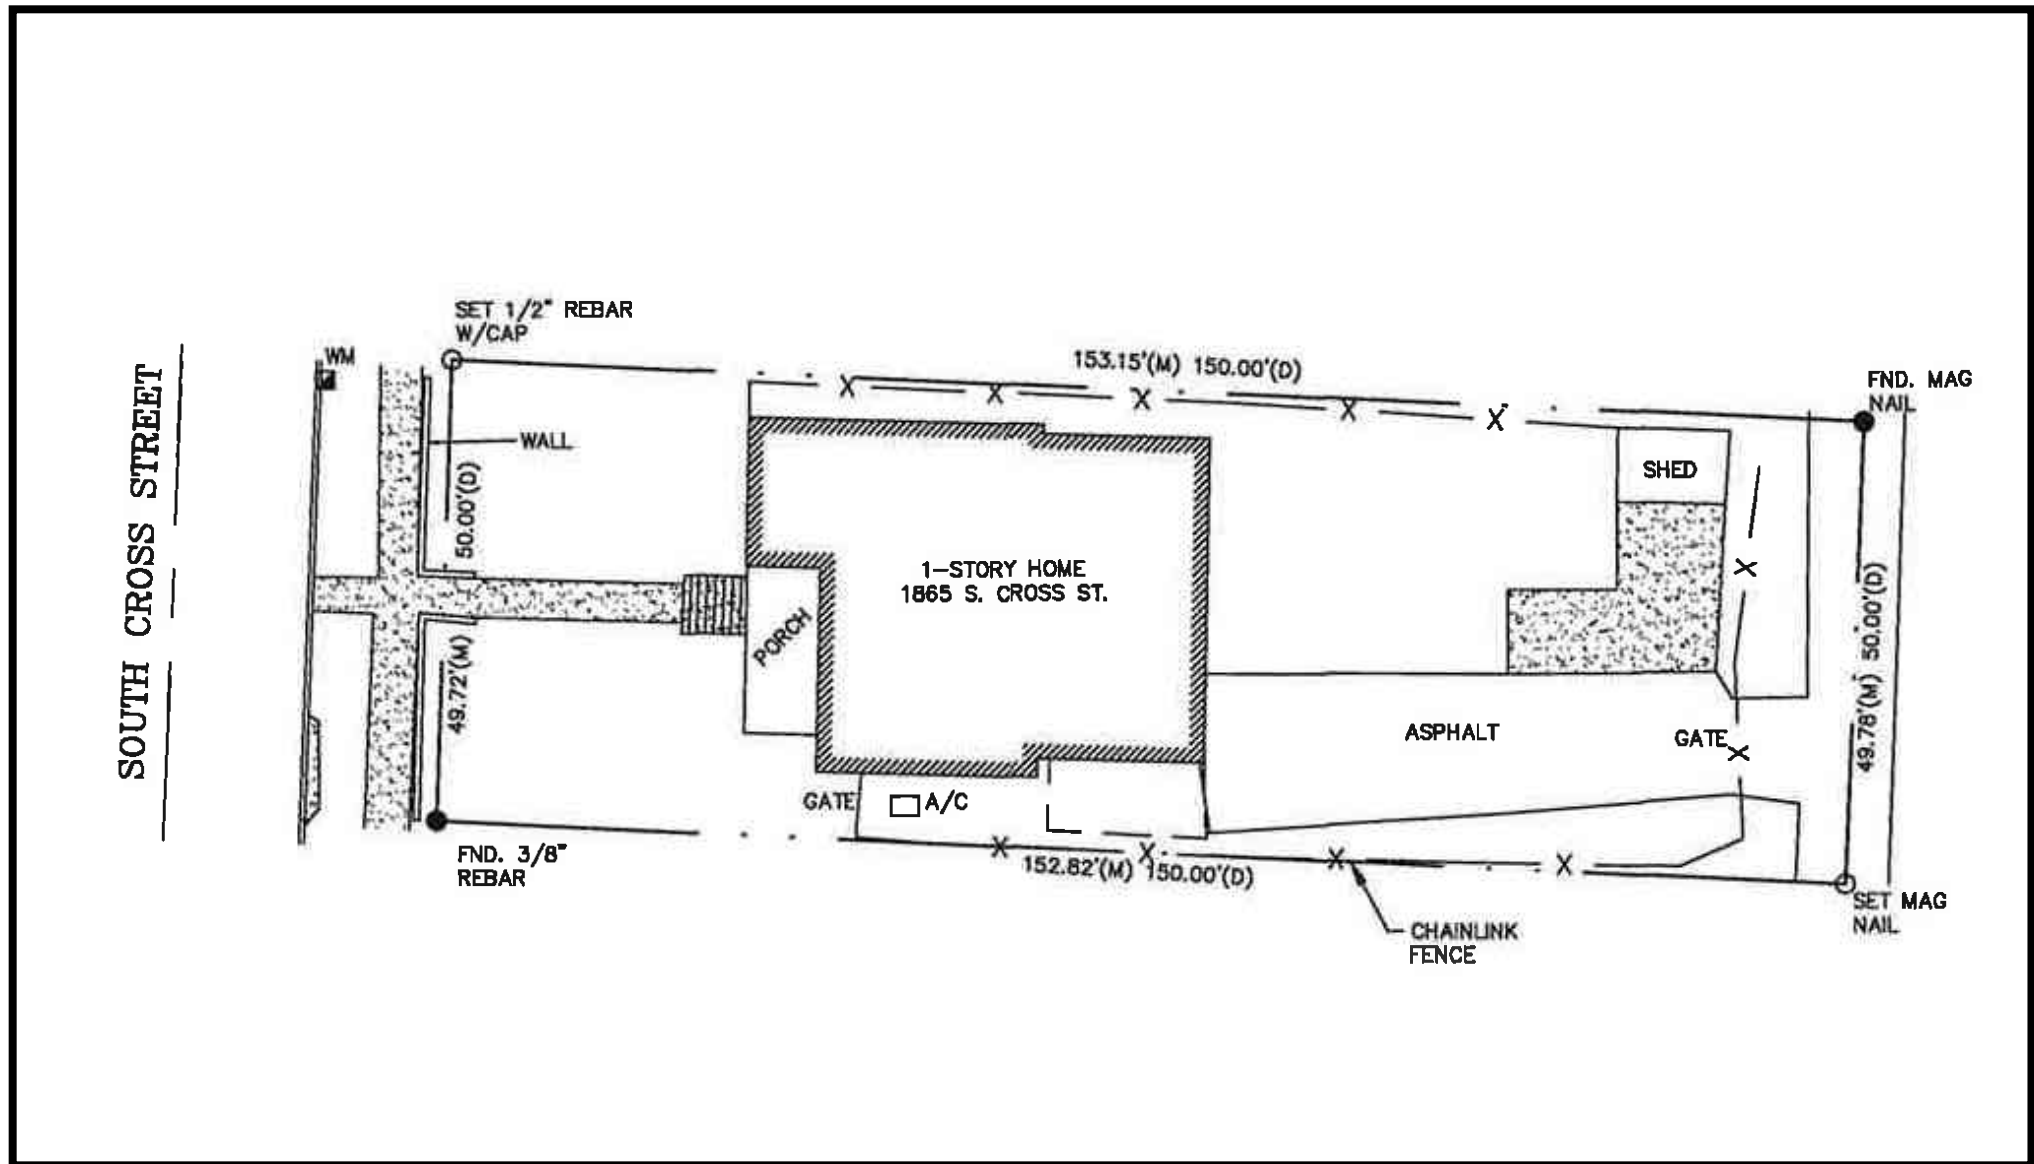 SET 1/2" REBAR
W/CAP
WM
153.15'(M) 150.00'(D)
FND. MAG
NAIL
SOUTH CROSS STREET
WALL
50.00'(D)
49.72'(M)
SHED
1-STORY HOME
1865 S. CROSS ST.
PORCH
49.78'(M) 50.00'(D)
ASPHALT
GATE
GATE
A/C
FND. 3/8"
REBAR
152.82'(M) 150.00'(D)
SET MAG
NAIL
CHAINLINK
FENCE